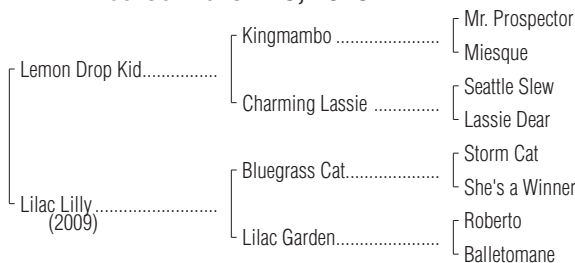 Mr. Prospector
Kingmambo
Miesque
Lemon Drop Kid
Seattle Slew
Charming Lassie
Lassie Dear
Storm Cat
Bluegrass Cat
She's a Winner
Lilac Lilly
(2009)
Roberto
Lilac Garden
Balletomane